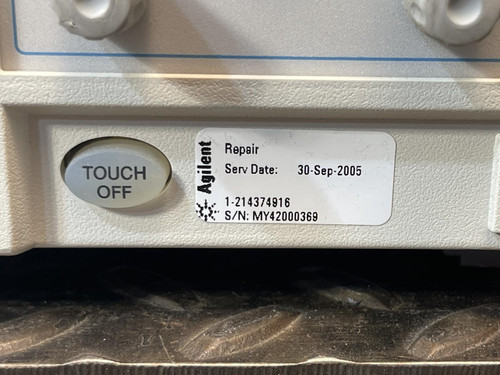 TOUCH
OFF
Agilent
Repair
Serv Date: 30-Sep-2005
1-214374916
S/N: MY42000369